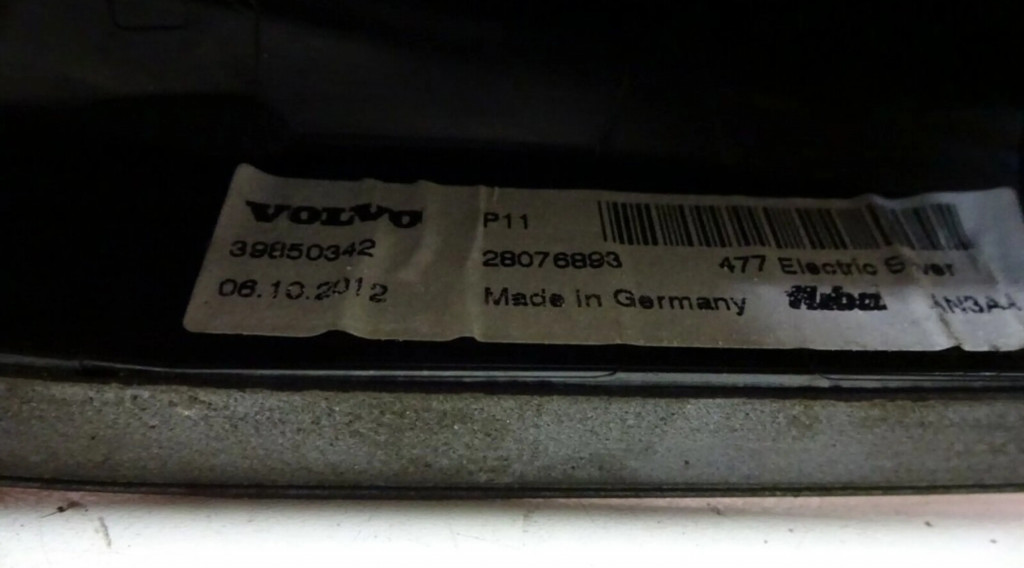 VOLVO P11
39850342 28076893 477 Electric Silver
06.10.2012 Made in Germany